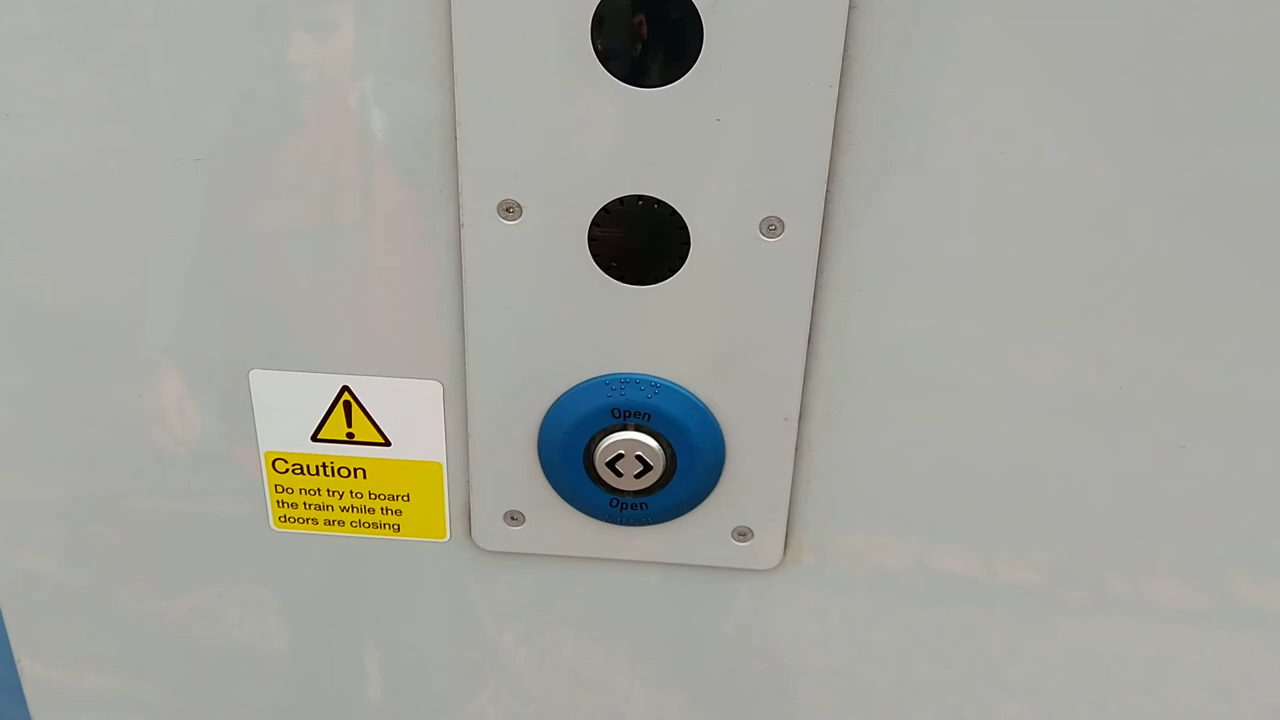 Caution
Do not try to board
the train while the
doors are closing
Open
Open